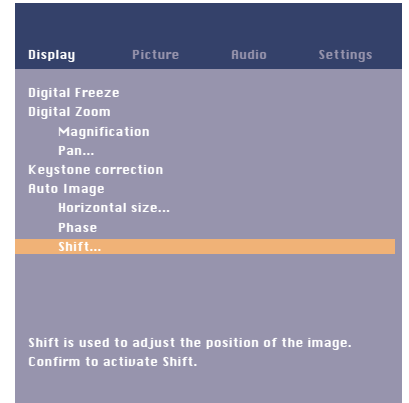 Display Picture Audio Settings
Digital Freeze
Digital Zoom
Magnification
Pan...
Keystone correction
Auto Image
Horizontal size...
Phase
Shift...
Shift is used to adjust the position of the image.
Confirm to activate Shift.